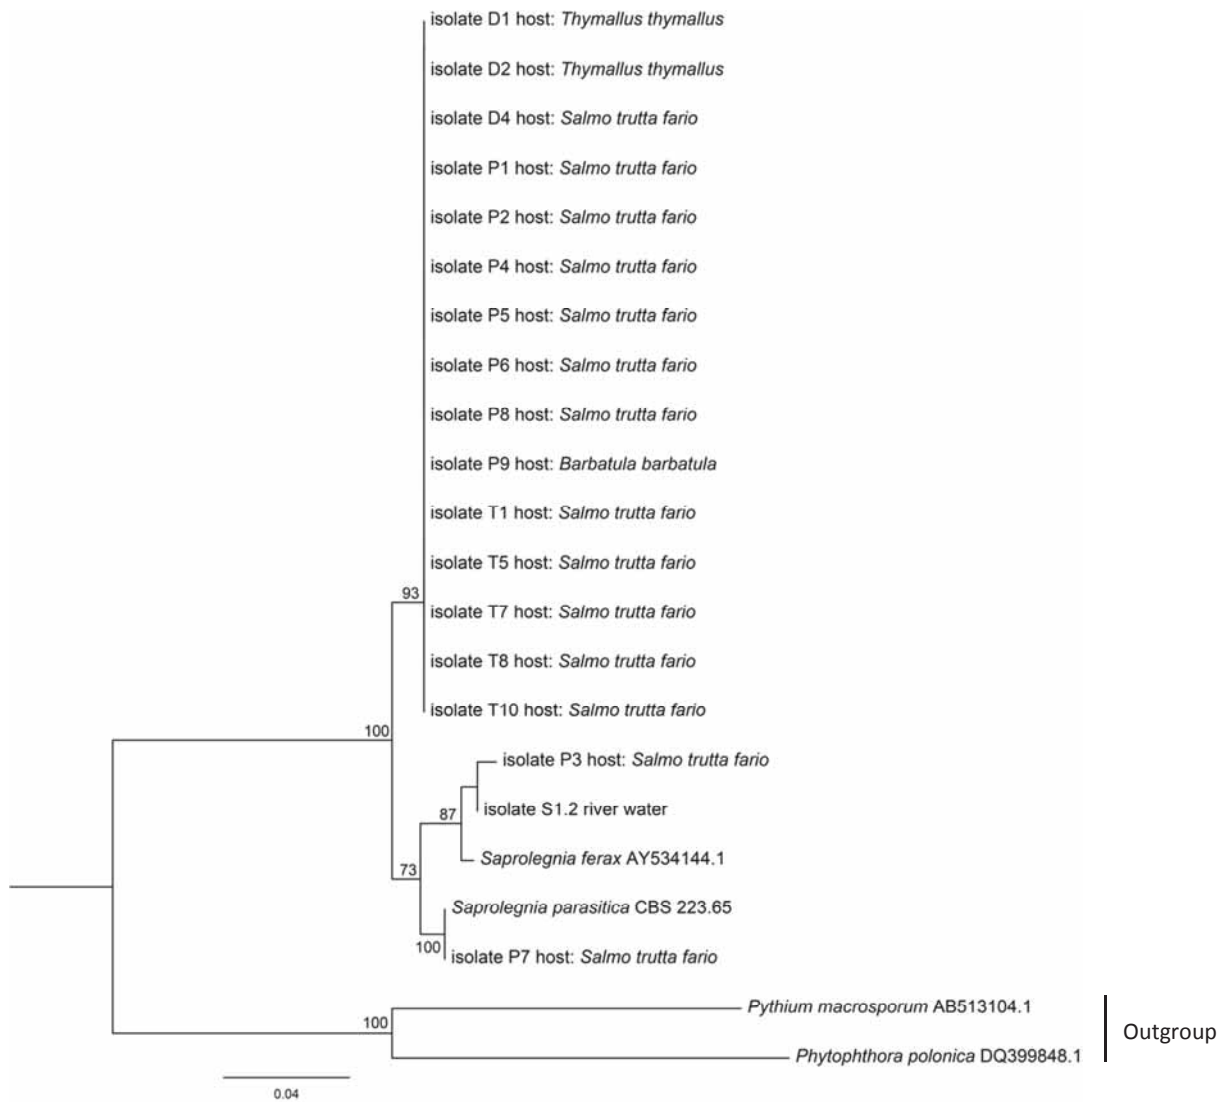 isolate D1 host: Thymallus thymallus
isolate D2 host: Thymallus thymallus
isolate D4 host: Salmo trutta fario
isolate P1 host: Salmo trutta fario
isolate P2 host: Salmo trutta fario
isolate P4 host: Salmo trutta fario
isolate P5 host: Salmo trutta fario
isolate P6 host: Salmo trutta fario
isolate P8 host: Salmo trutta fario
isolate P9 host: Barbatula barbatula
isolate T1 host: Salmo trutta fario
isolate T5 host: Salmo trutta fario
93
isolate T7 host: Salmo trutta fario
isolate T8 host: Salmo trutta fario
isolate T10 host: Salmo trutta fario
100
isolate P3 host: Salmo trutta fario
isolate S1.2 river water
87
Saprolegnia ferax AY534144.1
73
Saprolegnia parasitica CBS 223.65
100
isolate P7 host: Salmo trutta fario
Pythium macrosporum AB513104.1
100
Outgroup
Phytophthora polonica DQ399848.1
0.04